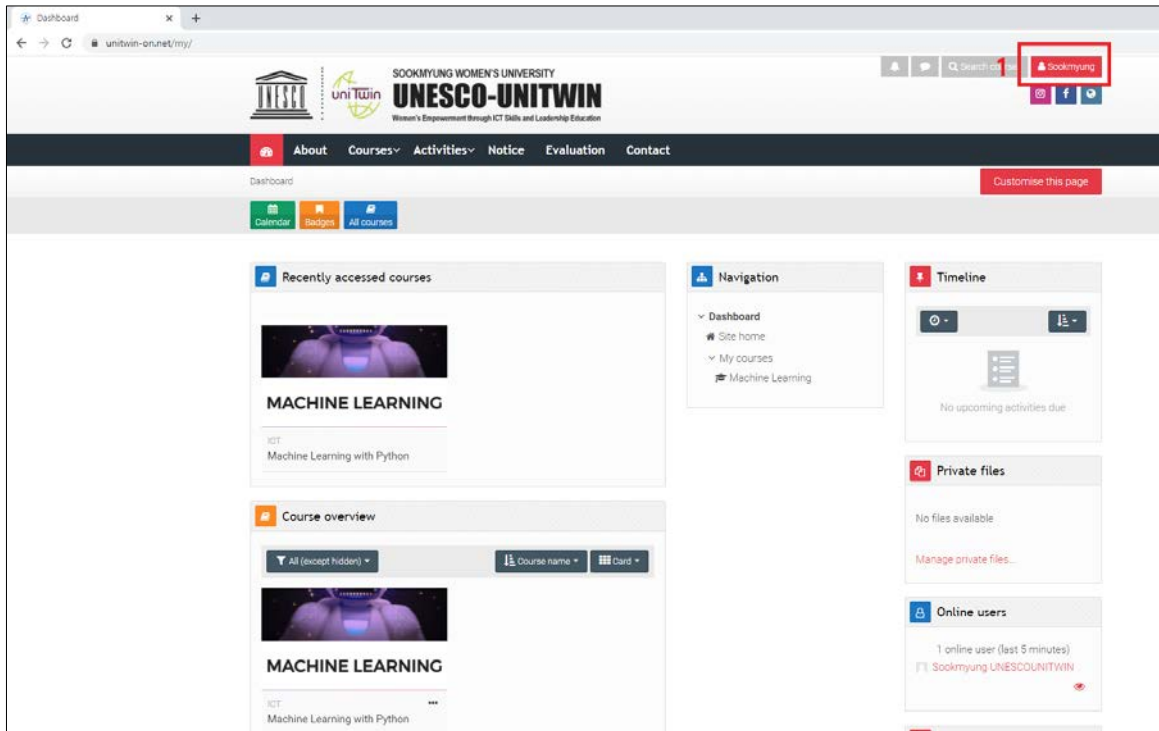 Dashboard
unitwin-on.net/my/
UNESCO
uni Twin
SOOKMYUNG WOMEN'S UNIVERSITY
UNESCO-UNITWIN
Women's Empowerment through ICT Skills and Leadership Education
1
Sookmyung
About Courses Activities Notice Evaluation Contact
Dashboard
Customise this page
Calendar Badges All courses
Recently accessed courses
MACHINE LEARNING
ICT
Machine Learning with Python
Course overview
All (except hidden)
Course name
Card
MACHINE LEARNING
ICT
Machine Learning with Python
Navigation
Dashboard
Site home
My courses
Machine Learning
Timeline
No upcoming activities due
Private files
No files available
Manage private files...
Online users
1 online user (last 5 minutes)
Sookmyung UNESCOUNITWIN